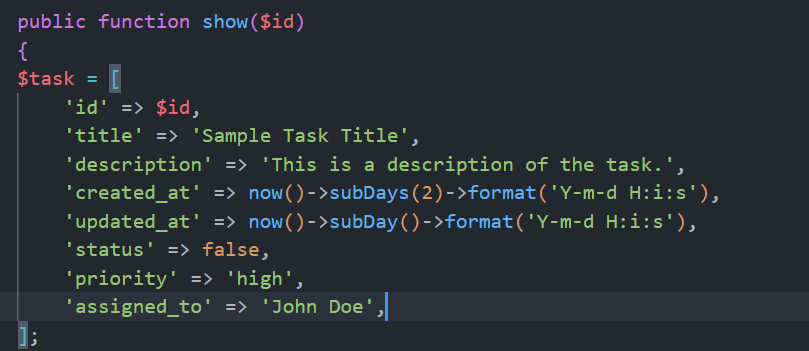 public function show($id)
{
$task = [
    'id' => $id,
    'title' => 'Sample Task Title',
    'description' => 'This is a description of the task.',
    'created_at' => now()->subDays(2)->format('Y-m-d H:i:s'),
    'updated_at' => now()->subDay()->format('Y-m-d H:i:s'),
    'status' => false,
    'priority' => 'high',
    'assigned_to' => 'John Doe',
];